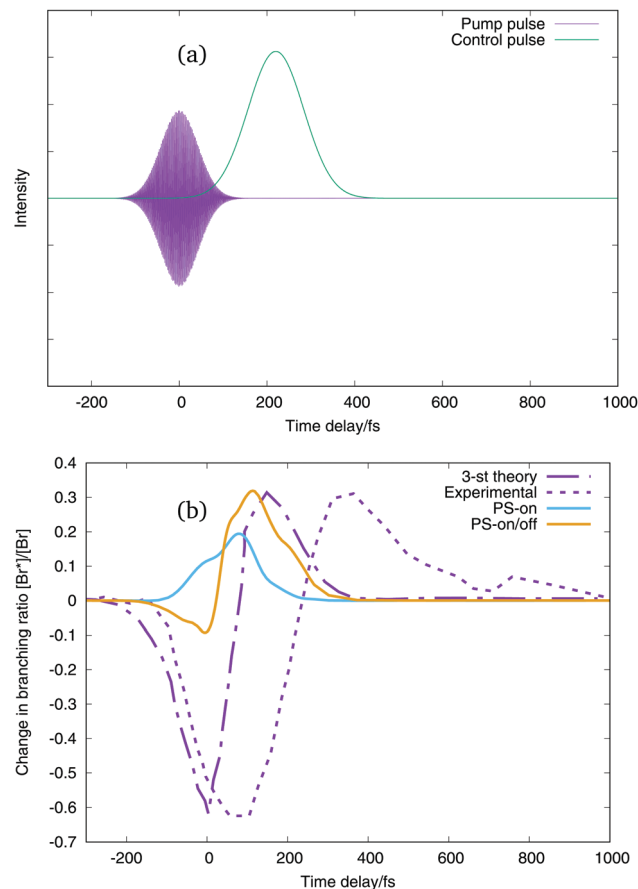 (a)
Pump pulse
Control pulse
Intensity
-200 0 200 400 600 800 1000
Time delay/fs
(b)
3-st theory
Experimental
PS-on
PS-on/off
Change in branching ratio [Br*]/[Br]
0.4
0.3
0.2
0.1
0
-0.1
-0.2
-0.3
-0.4
-0.5
-0.6
-0.7
-200 0 200 400 600 800 1000
Time delay/fs